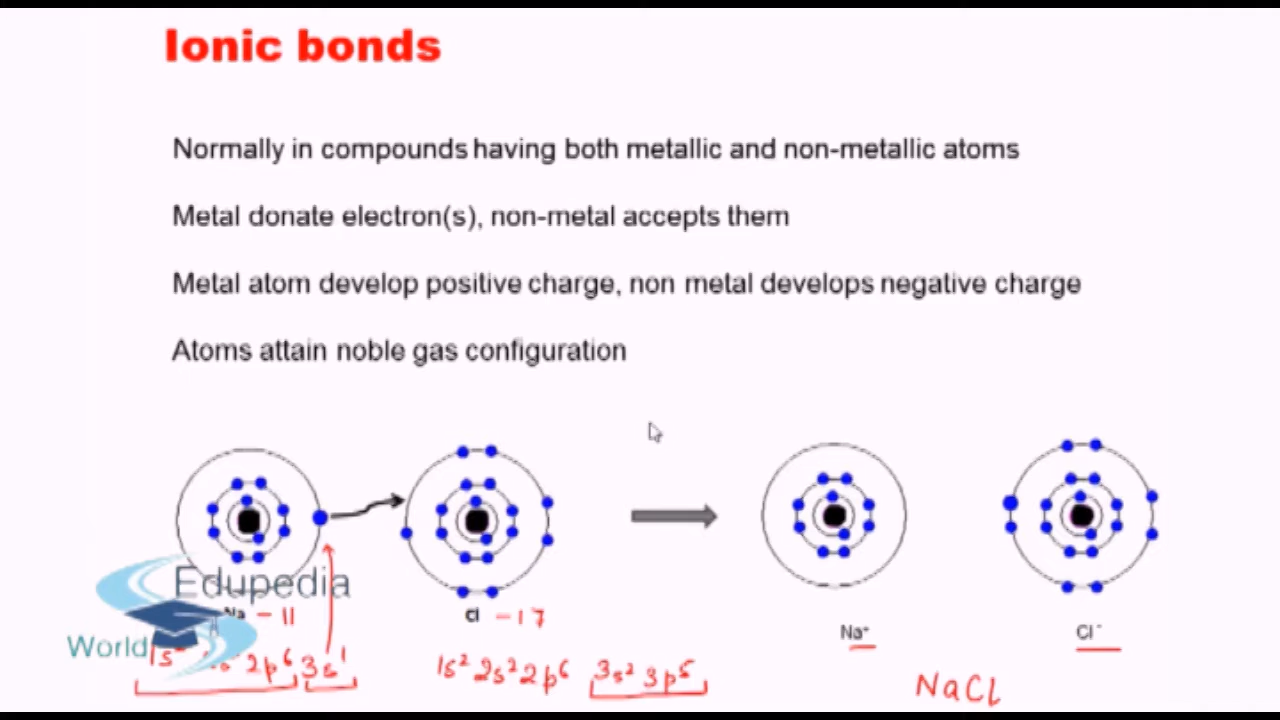 Ionic bonds
Normally in compounds having both metallic and non-metallic atoms
Metal donate electron(s), non-metal accepts them
Metal atom develop positive charge, non metal develops negative charge
Atoms attain noble gas configuration
Edupedia
World
Na - 11
Cl - 17
Na⁺
Cl⁻
2p⁶ 3s¹
1s² 2s² 2p⁶ 3s² 3p⁵
NaCl